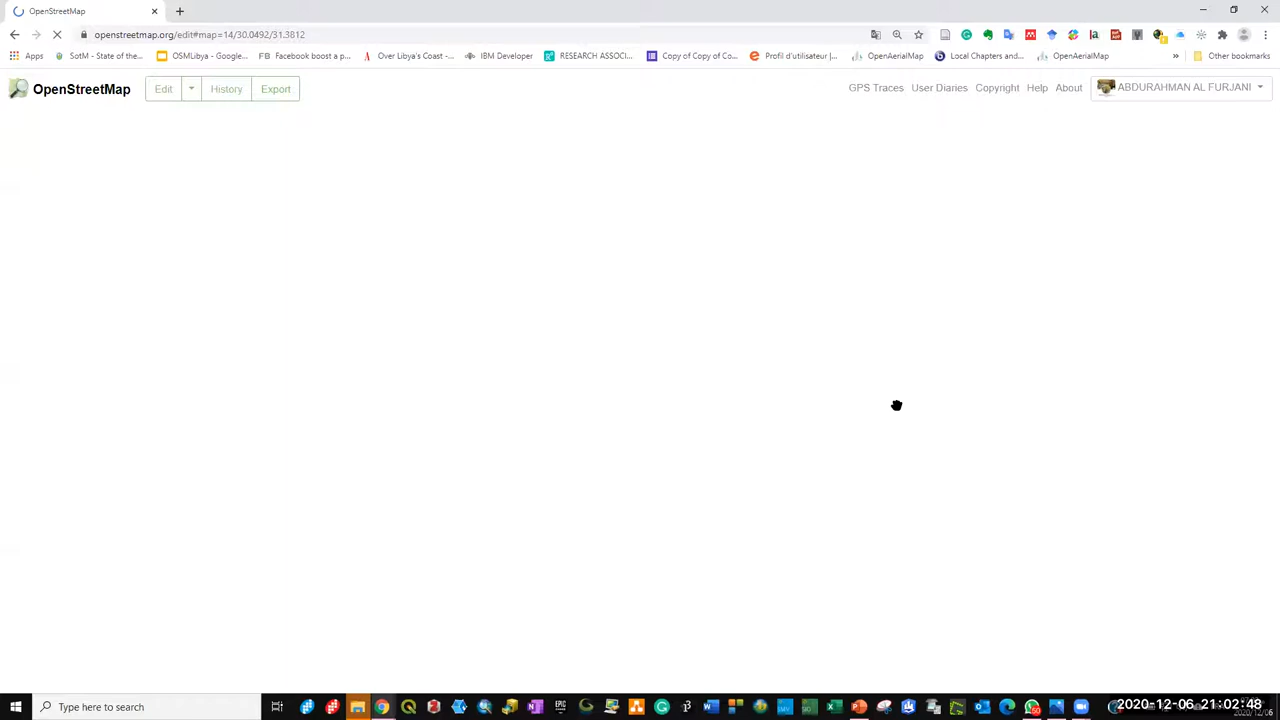 OpenStreetMap
openstreetmap.org/edit#map=14/30.0492/31.3812
Apps SotM - State of the... OSMLibya - Google... Facebook boost a p... Over Libya's Coast -... IBM Developer RESEARCH ASSOCI... Copy of Copy of Co... Profil d'utilisateur |... OpenAerialMap Local Chapters and... OpenAerialMap » Other bookmarks
OpenStreetMap Edit History Export GPS Traces User Diaries Copyright Help About ABDURAHMAN AL FURJANI
Type here to search
2020-12-06 21:02:48